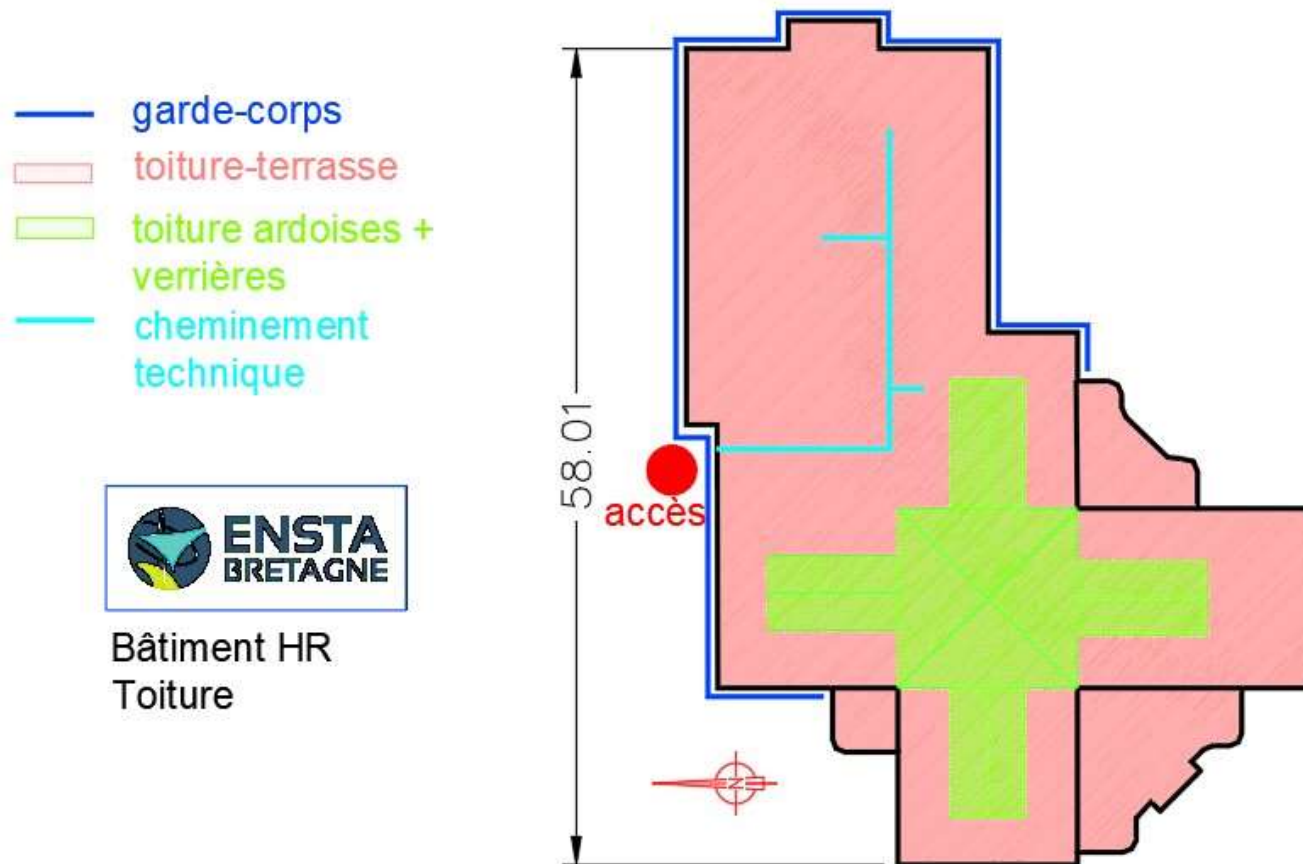 garde-corps
toiture-terrasse
toiture ardoises +
verrières
cheminement
technique
58.01
accès
ENSTA
BRETAGNE
Bâtiment HR
Toiture
N